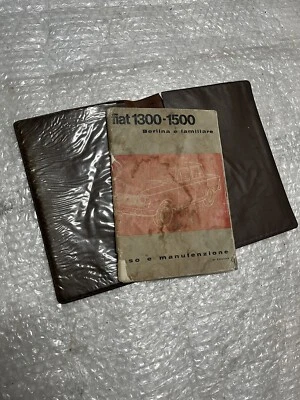 fiat 1300-1500
Berlina e familiare
so e manutenzione